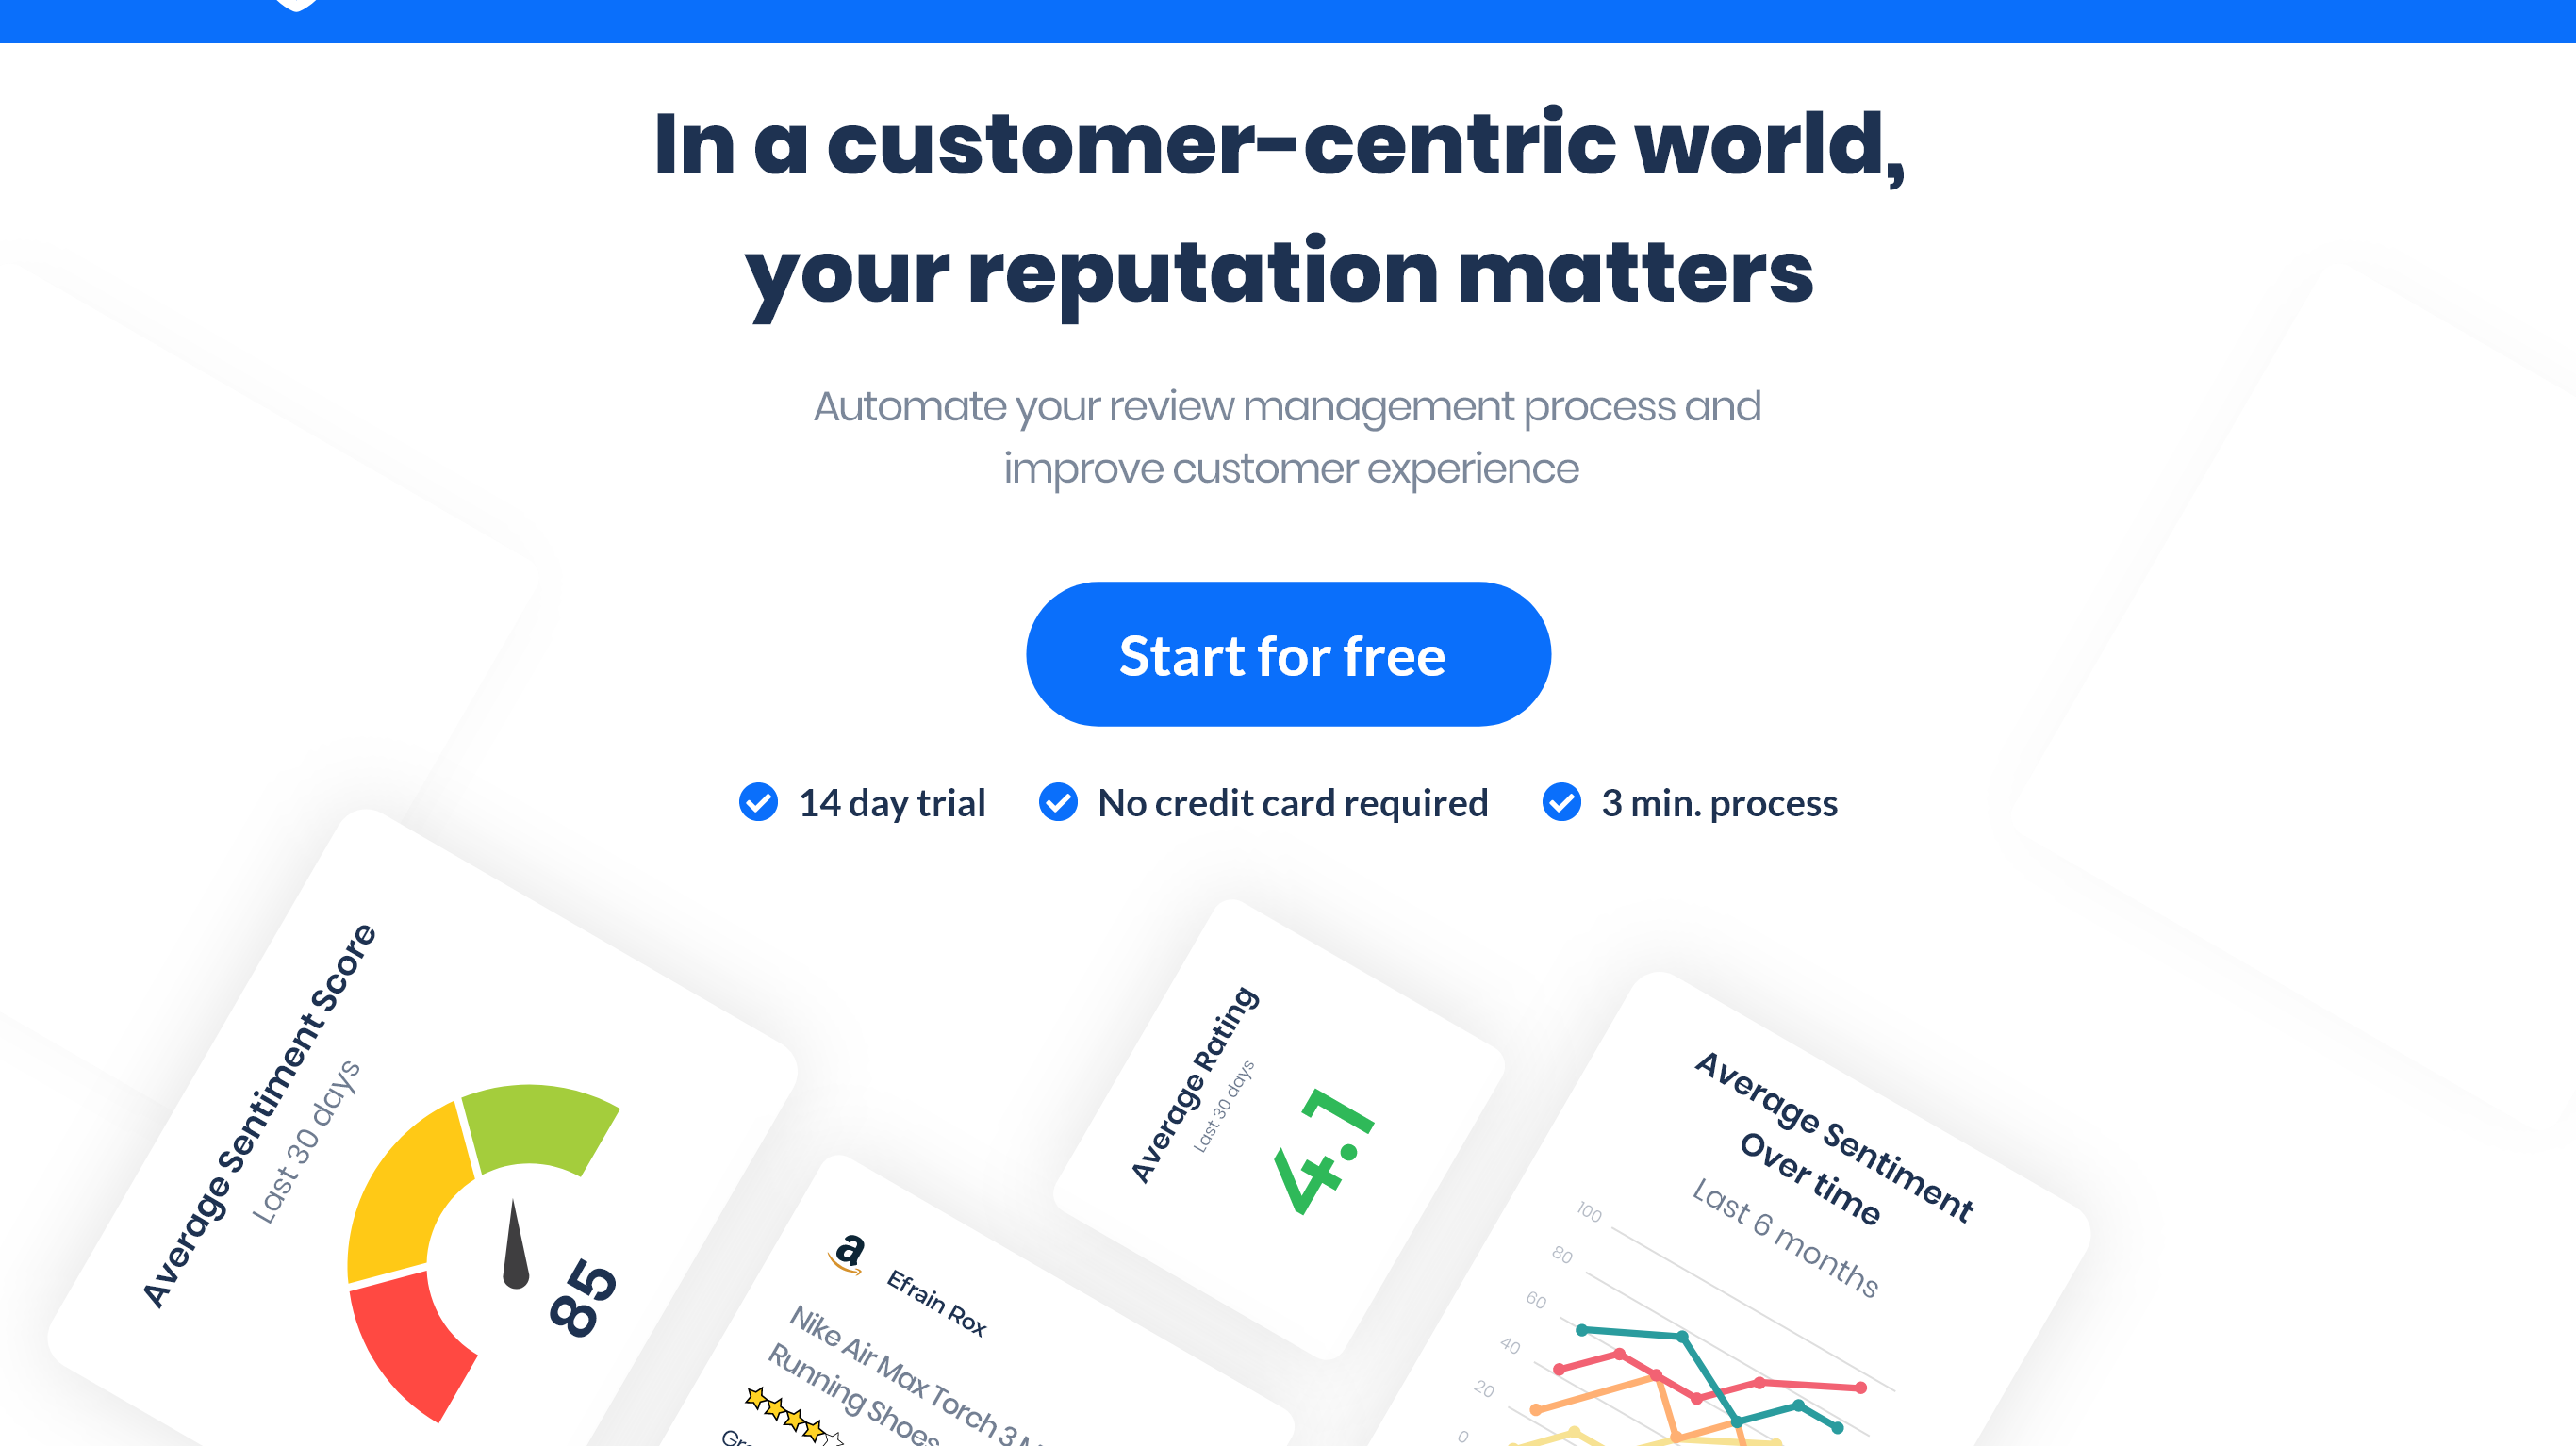 In a customer-centric world,
your reputation matters
Automate your review management process and
improve customer experience
Start for free
14 day trial
No credit card required
3 min. process
Average Sentiment Score
Last 30 days
85
a
Efrain Rox
Nike Air Max Torch 3
Running Shoes
Average Rating
Last 30 days
4.1
Average Sentiment
Over time
Last 6 months
100
80
60
40
20
0